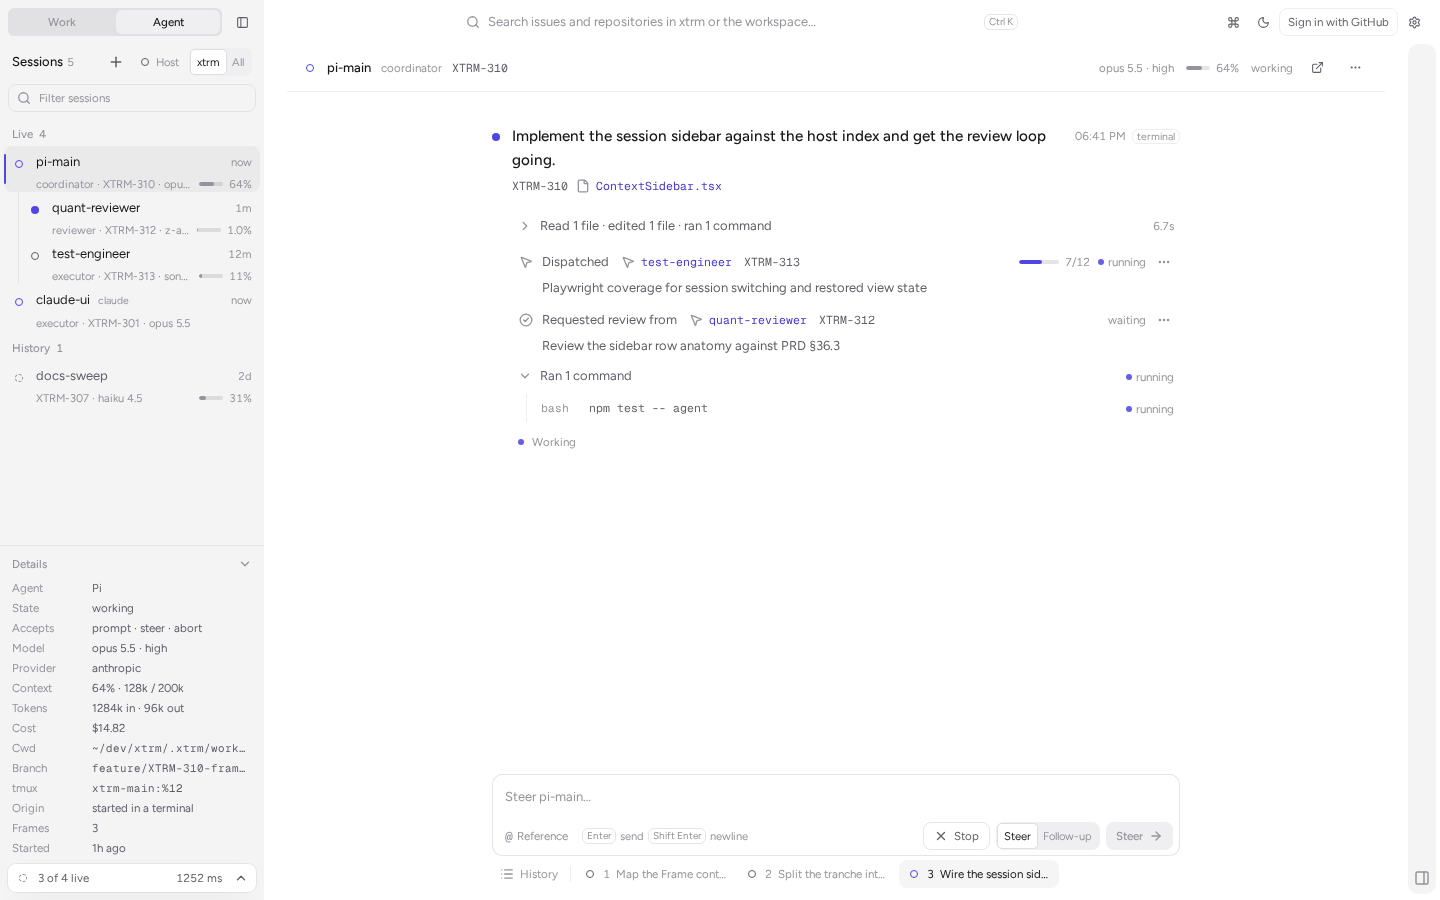 Work
Agent
Search issues and repositories in xtrm or the workspace...
Ctrl K
Sign in with GitHub
Sessions 5
Host
xtrm
All
Filter sessions
Live 4
pi-main
now
coordinator · XTRM-310 · opu...
64%
quant-reviewer
1m
reviewer · XTRM-312 · z-a...
1.0%
test-engineer
12m
executor · XTRM-313 · son...
11%
claude-ui claude
now
executor · XTRM-301 · opus 5.5
History 1
docs-sweep
2d
XTRM-307 · haiku 4.5
31%
Details
Agent Pi
State working
Accepts prompt · steer · abort
Model opus 5.5 · high
Provider anthropic
Context 64% · 128k / 200k
Tokens 1284k in · 96k out
Cost $14.82
Cwd ~/dev/xtrm/.xtrm/work...
Branch feature/XTRM-310-fram...
tmux xtrm-main:%12
Origin started in a terminal
Frames 3
Started 1h ago
3 of 4 live
1252 ms
pi-main coordinator XTRM-310
opus 5.5 · high
64%
working
Implement the session sidebar against the host index and get the review loop
going.
06:41 PM terminal
XTRM-310 ContextSidebar.tsx
Read 1 file · edited 1 file · ran 1 command
6.7s
Dispatched test-engineer XTRM-313
7/12 running
Playwright coverage for session switching and restored view state
Requested review from quant-reviewer XTRM-312
waiting
Review the sidebar row anatomy against PRD §36.3
Ran 1 command
running
bash npm test -- agent
running
Working
Steer pi-main...
@ Reference
Enter send Shift Enter newline
Stop
Steer
Follow-up
Steer
History
1 Map the Frame cont...
2 Split the tranche int...
3 Wire the session sid...